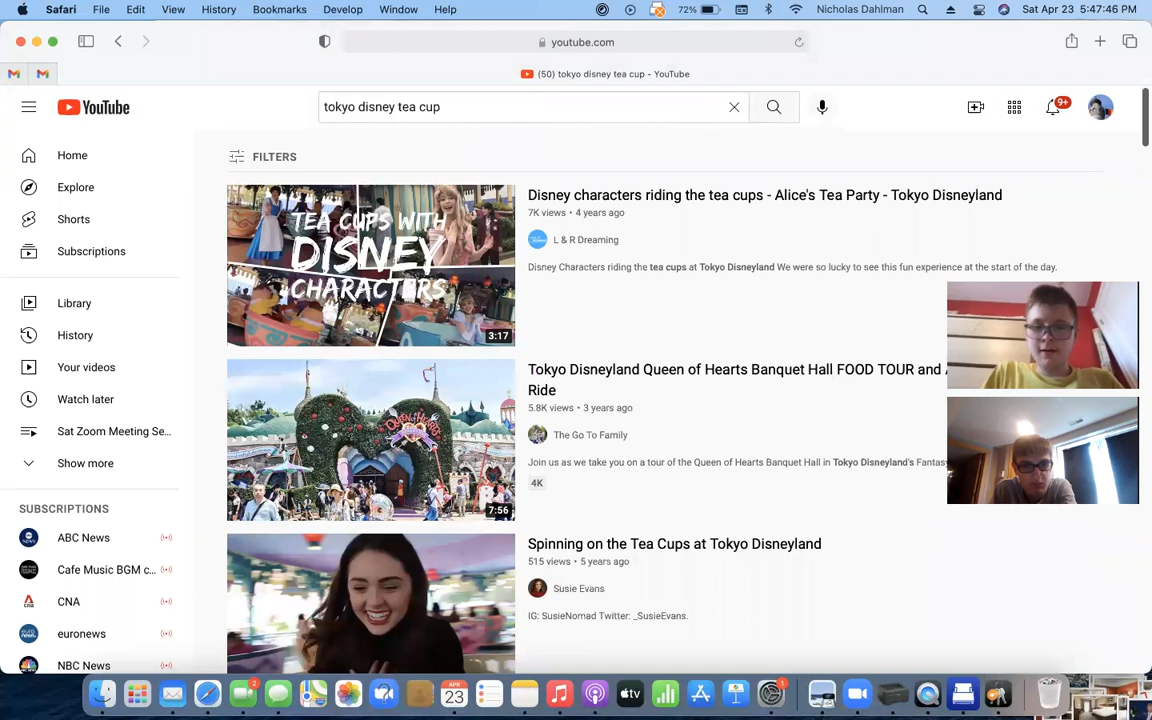 Safari File Edit View History Bookmarks Develop Window Help 72% Nicholas Dahlman Sat Apr 23 5:47:46 PM
youtube.com
(50) tokyo disney tea cup - YouTube
YouTube
tokyo disney tea cup
9+
Home
Explore
Shorts
Subscriptions
Library
History
Your videos
Watch later
Sat Zoom Meeting Se...
Show more
SUBSCRIPTIONS
ABC News
Cafe Music BGM c...
CNA
euronews
NBC News
FILTERS
TEA CUPS WITH
DISNEY
CHARACTERS
3:17
Disney characters riding the tea cups - Alice's Tea Party - Tokyo Disneyland
7K views • 4 years ago
L & R Dreaming
Disney Characters riding the tea cups at Tokyo Disneyland We were so lucky to see this fun experience at the start of the day.
QUEEN OF HEARTS
7:56
Tokyo Disneyland Queen of Hearts Banquet Hall FOOD TOUR and
Ride
5.8K views • 3 years ago
The Go To Family
Join us as we take you on a tour of the Queen of Hearts Banquet Hall in Tokyo Disneyland's Fantasy
4K
Spinning on the Tea Cups at Tokyo Disneyland
515 views • 5 years ago
Susie Evans
IG: SusieNomad Twitter: _SusieEvans.
2
APR
23
tv
1